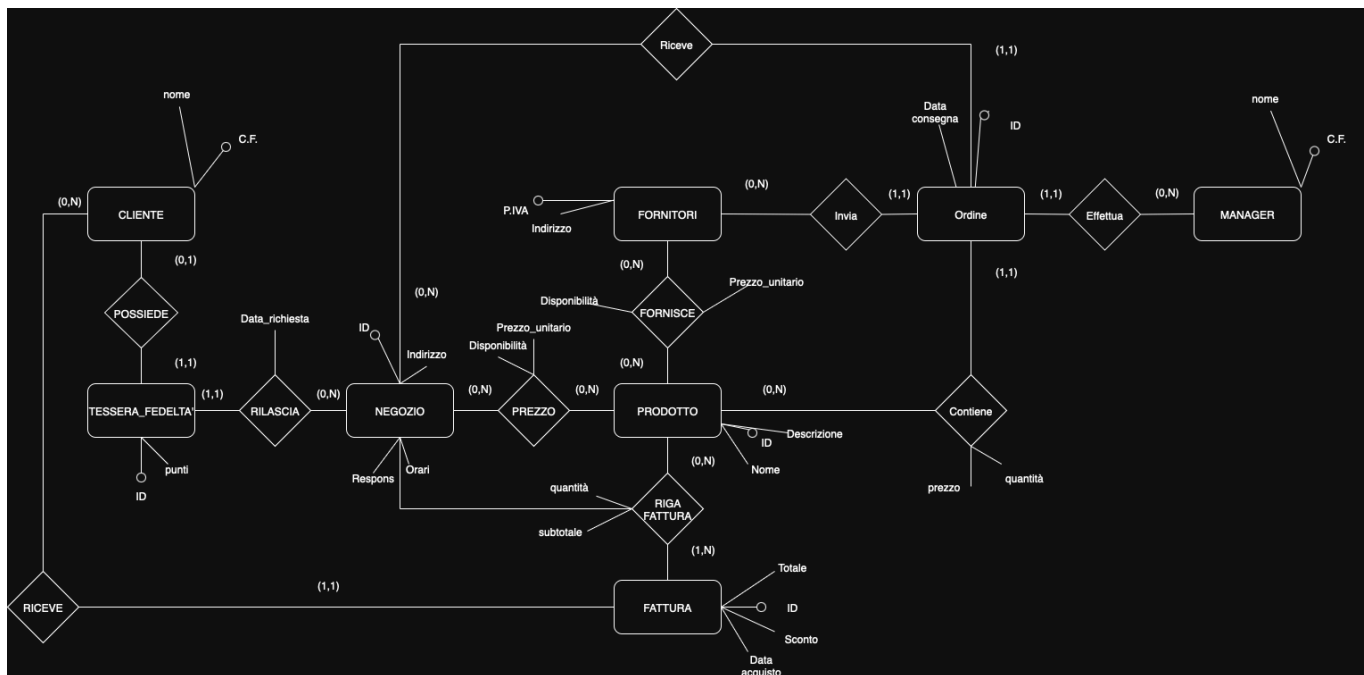 Riceve
(1,1)
nome
Data
consegna
ID
nome
C.F.
C.F.
(0,N)
CLIENTE
P.IVA
Indirizzo
FORNITORI
(0,N)
Invia
(1,1)
Ordine
(1,1)
Effettua
(0,N)
MANAGER
(0,1)
(0,N)
(1,1)
POSSIEDE
Data_richiesta
(0,N)
ID
Indirizzo
Prezzo_unitario
Disponibilità
Disponibilità
FORNISCE
Prezzo_unitario
(1,1)
(0,N)
TESSERA_FEDELTA'
(1,1)
RILASCIA
(0,N)
NEGOZIO
(0,N)
PREZZO
(0,N)
PRODOTTO
(0,N)
Contiene
punti
ID
Respons
Orari
(0,N)
ID
Descrizione
Nome
prezzo
quantità
quantità
subtotale
RIGA
FATTURA
(1,N)
RICEVE
(1,1)
FATTURA
Totale
ID
Sconto
Data
acquisto